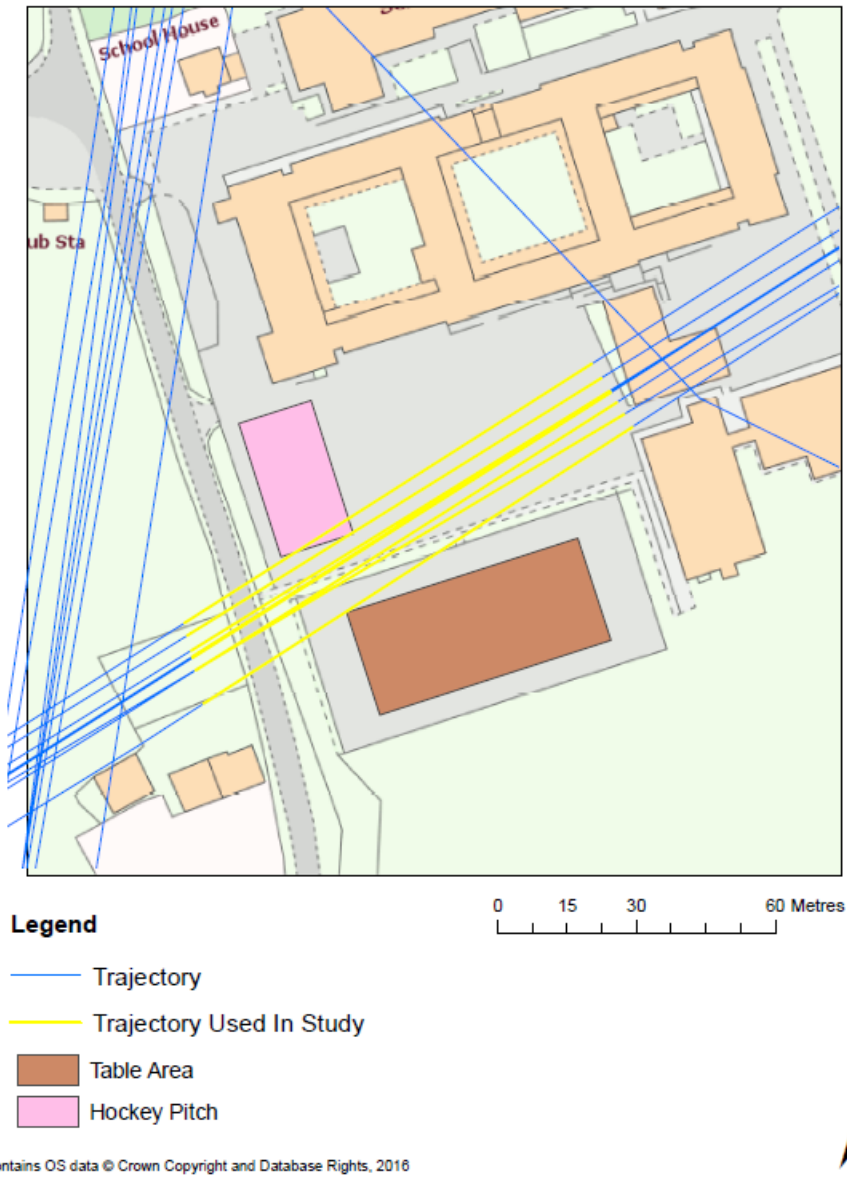 School House
ub Sta
0 15 30 60 Metres
Legend
Trajectory
Trajectory Used In Study
Table Area
Hockey Pitch
ontains OS data © Crown Copyright and Database Rights, 2016